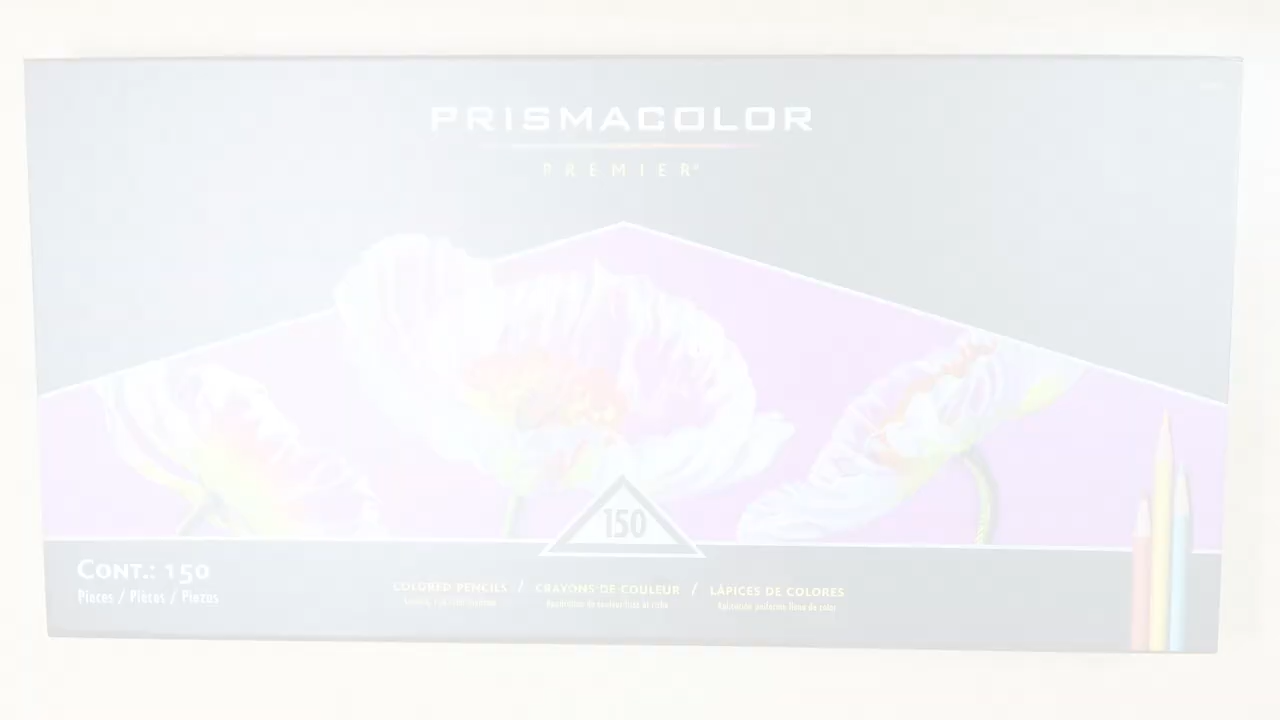 PRISMACOLOR
PREMIER®
150
CONT.: 150
Pieces / Pièces / Piezas
COLORED PENCILS / CRAYONS DE COULEUR / LÁPICES DE COLORES